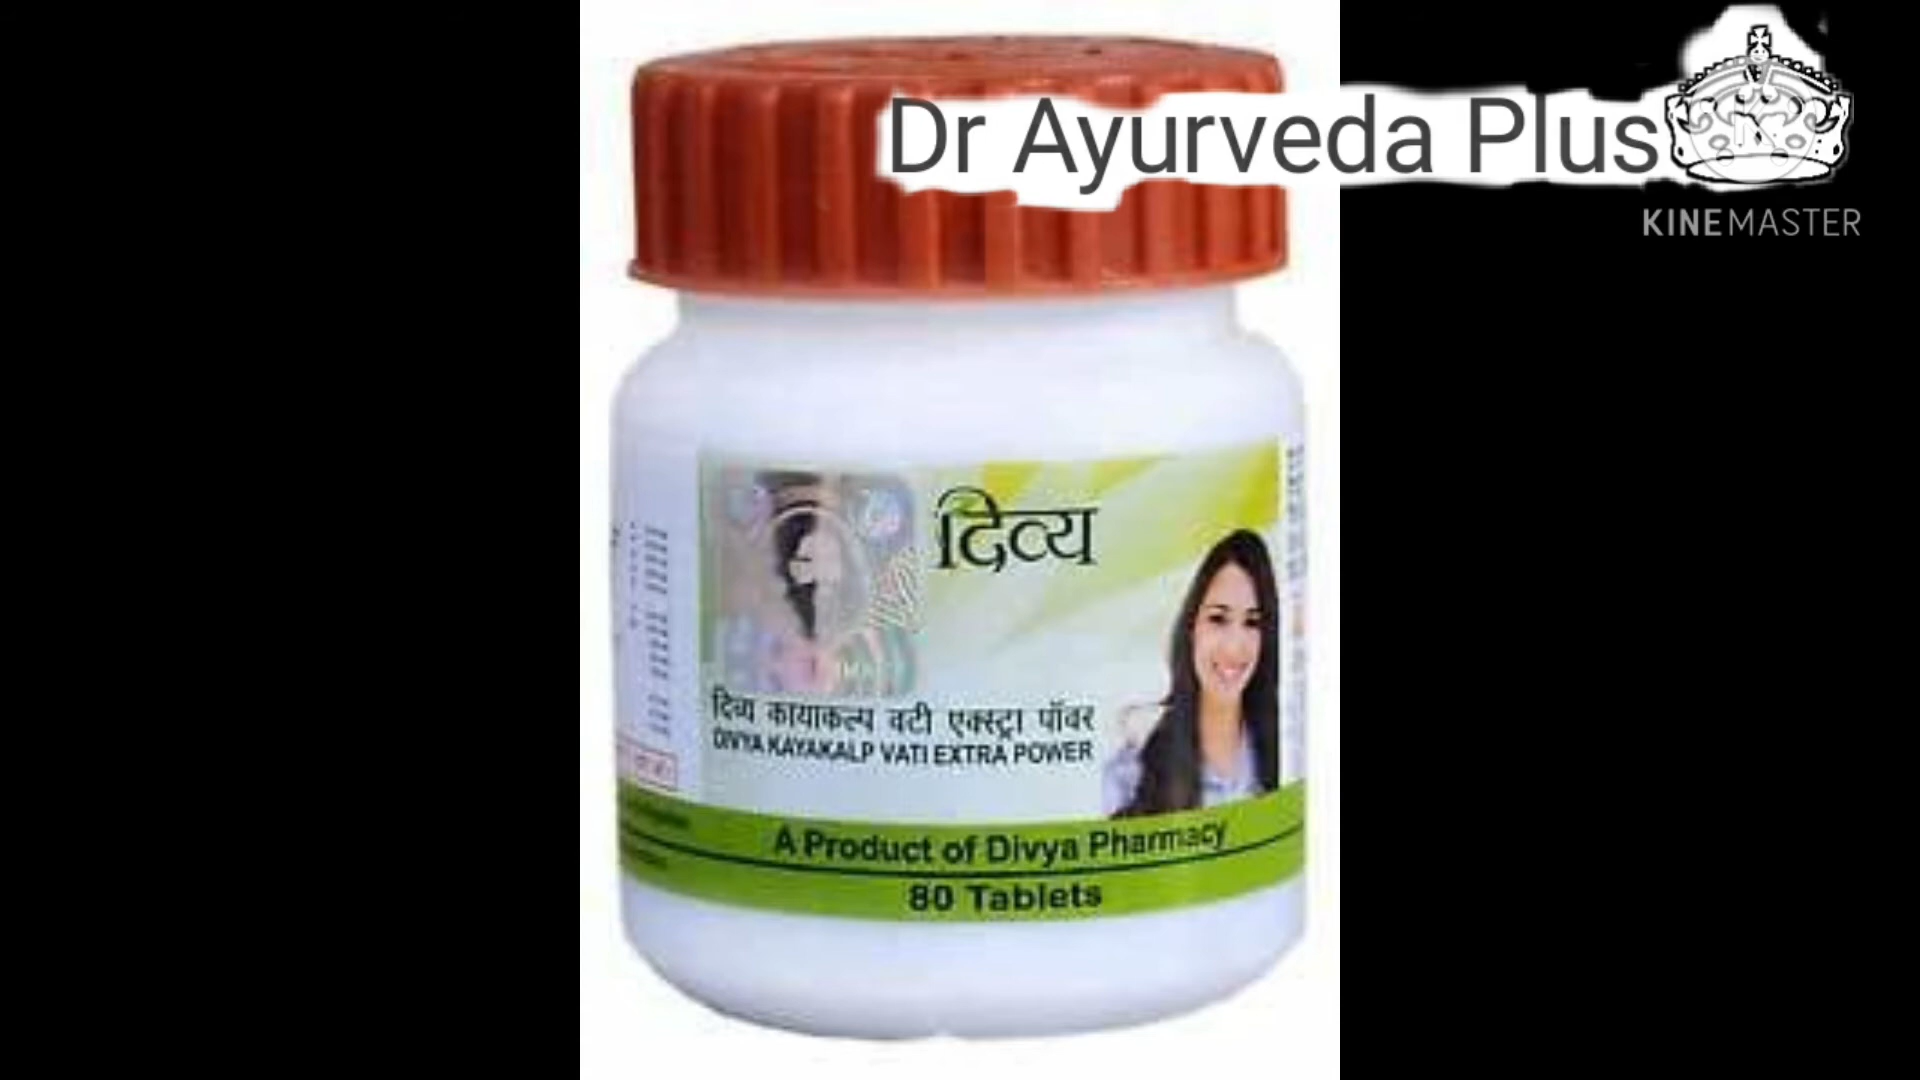 Dr Ayurveda Plus
KINEMASTER
दिव्य
दिव्य कायाकल्प वटी एक्स्ट्रा पॉवर
DIVYA KAYAKALP VATI EXTRA POWER
A Product of Divya Pharmacy
80 Tablets